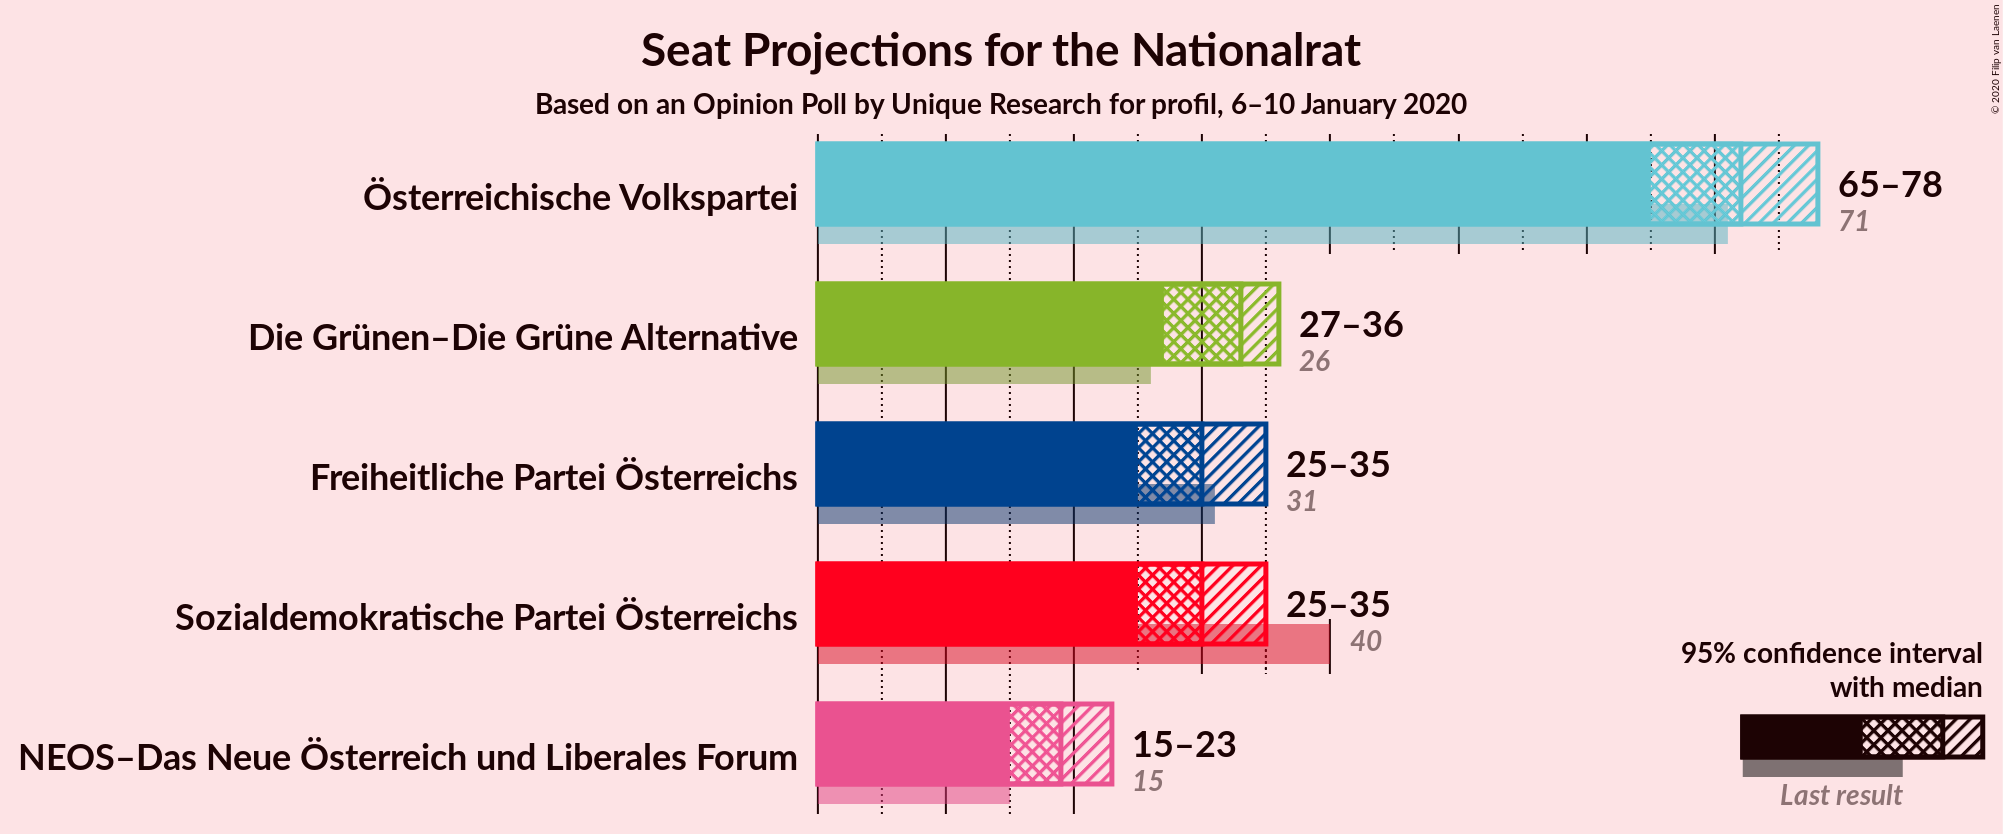 Seat Projections for the Nationalrat
Based on an Opinion Poll by Unique Research for profil, 6–10 January 2020
© 2020 Filip van Laenen
Österreichische Volkspartei
65–78
71
Die Grünen–Die Grüne Alternative
27–36
26
Freiheitliche Partei Österreichs
25–35
31
Sozialdemokratische Partei Österreichs
25–35
40
NEOS–Das Neue Österreich und Liberales Forum
15–23
15
95% confidence interval
with median
Last result